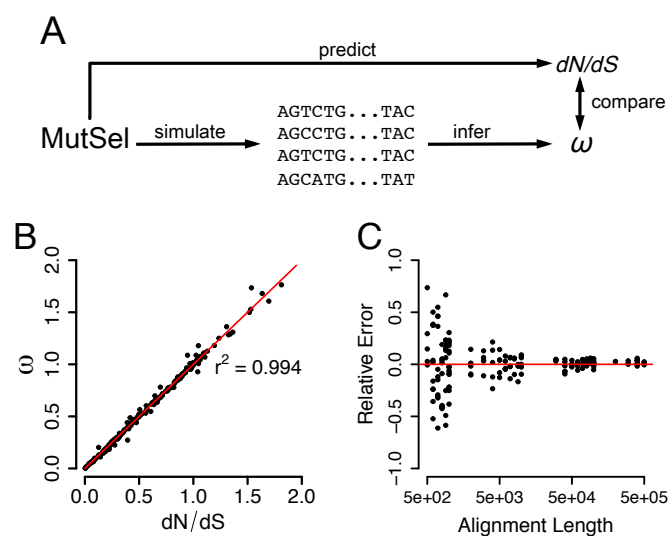 A
predict
dN/dS
MutSel
simulate
AGTCTG...TAC
AGCCTG...TAC
AGTCTG...TAC
AGCATG...TAT
infer
compare
ω
B
ω
0.0
0.5
1.0
1.5
2.0
r² = 0.994
0.0 0.5 1.0 1.5 2.0
dN/dS
C
Relative Error
1.0
0.5
0.0
−0.5
−1.0
5e+02 5e+03 5e+04 5e+05
Alignment Length